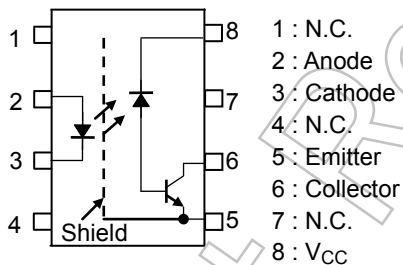 1
2
3
4
8
7
6
5
Shield
1 : N.C.
2 : Anode
3 : Cathode
4 : N.C.
5 : Emitter
6 : Collector
7 : N.C.
8 : VCC